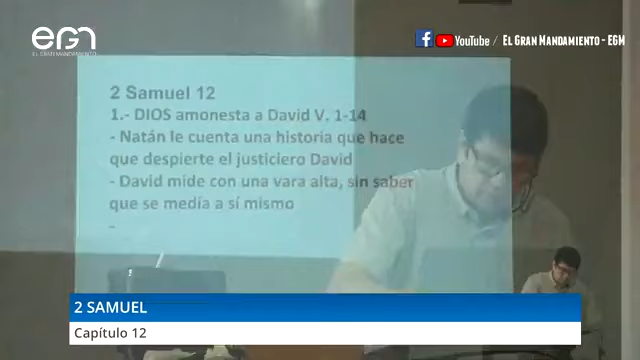 EGM
EL GRAN MANDAMIENTO
YouTube / EL GRAN MANDAMIENTO - EGM
2 Samuel 12
1.- DIOS amonesta a David V. 1-14
- Natán le cuenta una historia que hace
que despierte el justiciero David
- David mide con una vara alta, sin saber
que se medía a sí mismo
-
2 SAMUEL
Capítulo 12